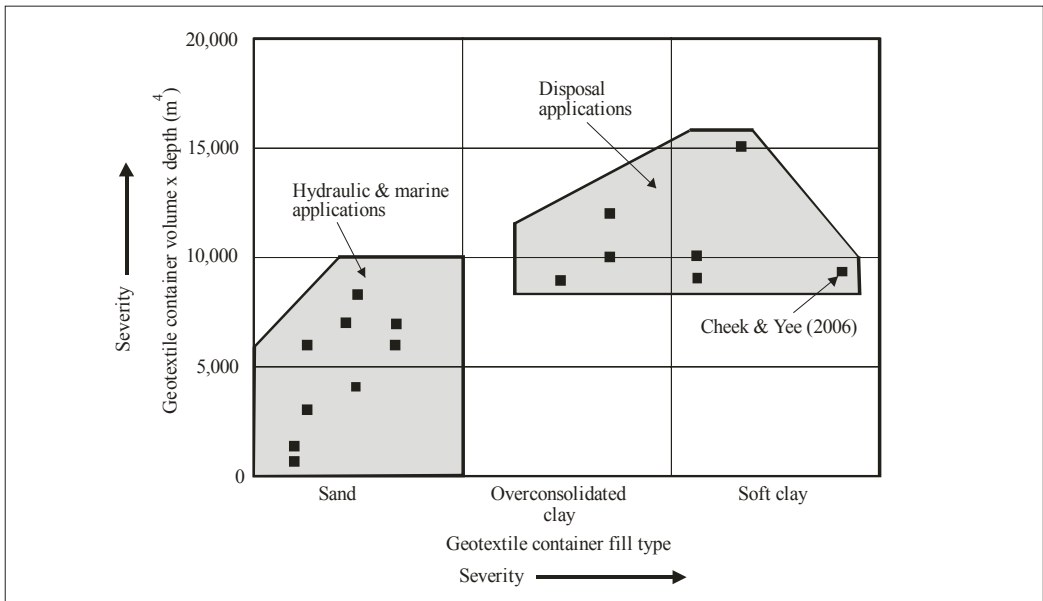 20,000
15,000
10,000
5,000
0
Severity
Geotextile container volume x depth (m⁴)
Hydraulic & marine
applications
Disposal
applications
Cheek & Yee (2006)
Sand
Overconsolidated
clay
Soft clay
Geotextile container fill type
Severity